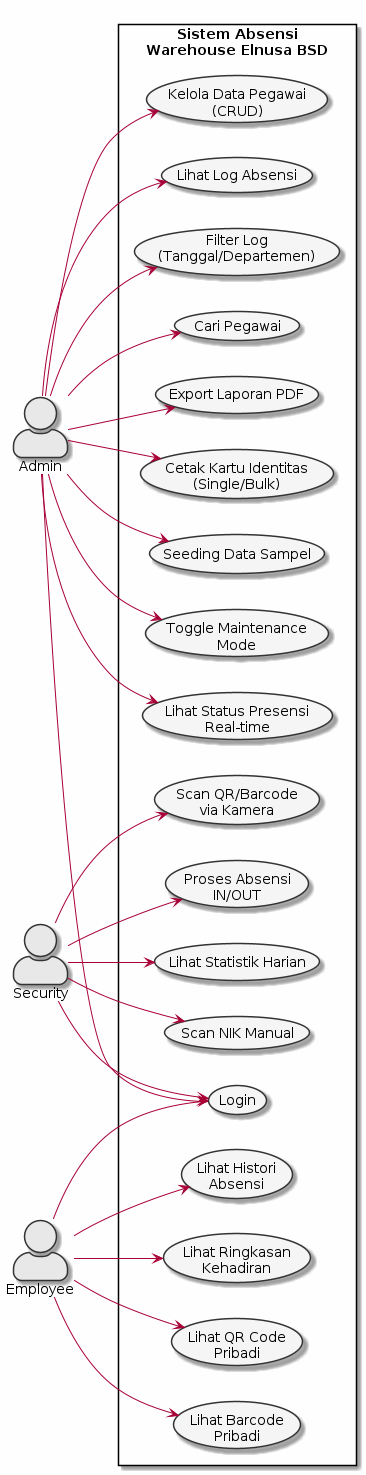 Sistem Absensi
Warehouse Elnusa BSD
Kelola Data Pegawai
(CRUD)
Lihat Log Absensi
Filter Log
(Tanggal/Departemen)
Cari Pegawai
Export Laporan PDF
Admin
Cetak Kartu Identitas
(Single/Bulk)
Seeding Data Sampel
Toggle Maintenance
Mode
Lihat Status Presensi
Real-time
Scan QR/Barcode
via Kamera
Proses Absensi
IN/OUT
Lihat Statistik Harian
Security
Scan NIK Manual
Login
Lihat Histori
Absensi
Lihat Ringkasan
Kehadiran
Employee
Lihat QR Code
Pribadi
Lihat Barcode
Pribadi